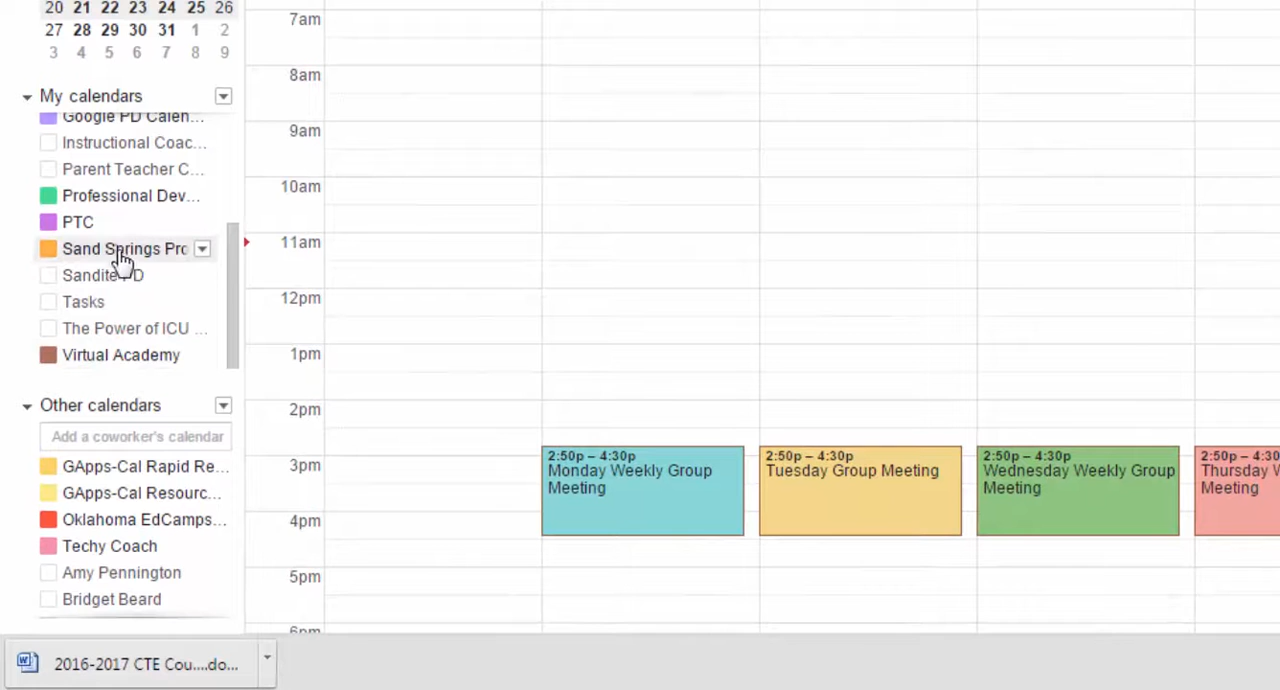 20 21 22 23 24 25 26
27 28 29 30 31 1 2
3 4 5 6 7 8 9
My calendars
Google PD Calen...
Instructional Coac...
Parent Teacher C...
Professional Dev...
PTC
Sand Springs Pro
Sandite PD
Tasks
The Power of ICU ...
Virtual Academy
Other calendars
Add a coworker's calendar
GApps-Cal Rapid Re...
GApps-Cal Resourc...
Oklahoma EdCamps...
Techy Coach
Amy Pennington
Bridget Beard
7am
8am
9am
10am
11am
12pm
1pm
2pm
3pm
4pm
5pm
6pm
2:50p – 4:30p
Monday Weekly Group
Meeting
2:50p – 4:30p
Tuesday Group Meeting
2:50p – 4:30p
Wednesday Weekly Group
Meeting
2:50p – 4:30
Thursday W
Meeting
2016-2017 CTE Cou....do...